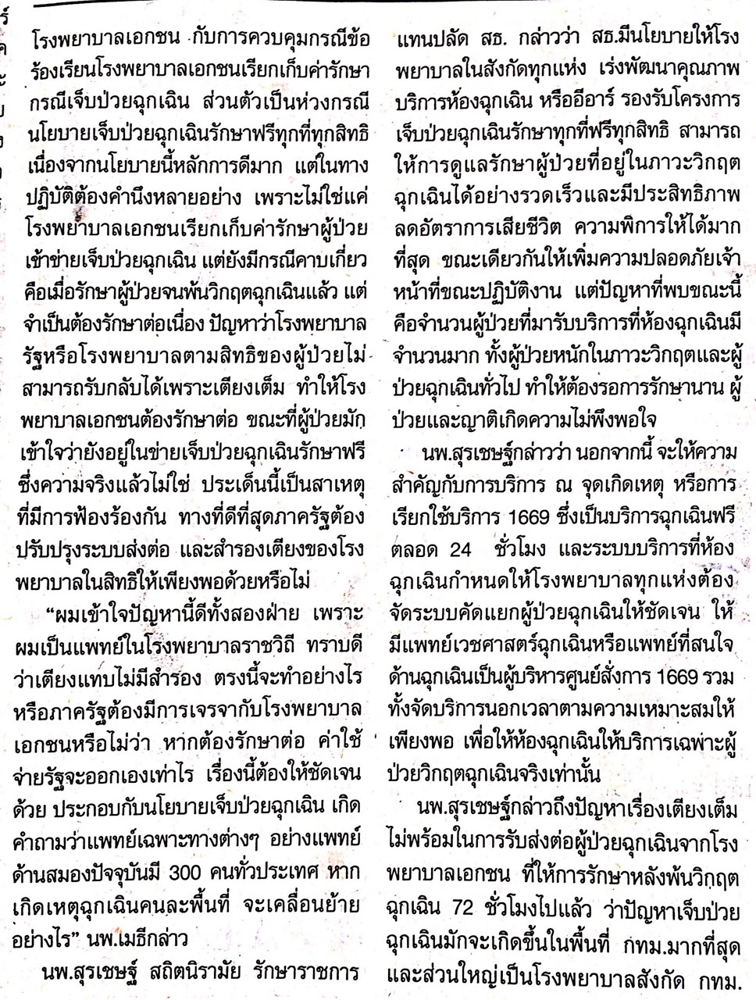 โรงพยาบาลเอกชน กับการควบคุมกรณีข้อ
ร้องเรียนโรงพยาบาลเอกชนเรียกเก็บค่ารักษา
กรณีเจ็บป่วยฉุกเฉิน ส่วนตัวเป็นห่วงกรณี
นโยบายเจ็บป่วยฉุกเฉินรักษาฟรีทุกที่ทุกสิทธิ
เนื่องจากนโยบายนี้หลักการดีมาก แต่ในทาง
ปฏิบัติต้องคำนึงหลายอย่าง เพราะไม่ใช่แค่
โรงพยาบาลเอกชนเรียกเก็บค่ารักษาผู้ป่วย
เข้าข่ายเจ็บป่วยฉุกเฉิน แต่ยังมีกรณีคาบเกี่ยว
คือเมื่อรักษาผู้ป่วยจนพ้นวิกฤตฉุกเฉินแล้ว แต่
จำเป็นต้องรักษาต่อเนื่อง ปัญหาว่าโรงพยาบาล
รัฐหรือโรงพยาบาลตามสิทธิของผู้ป่วยไม่
สามารถรับกลับได้เพราะเตียงเต็ม ทำให้โรง
พยาบาลเอกชนต้องรักษาต่อ ขณะที่ผู้ป่วยมัก
เข้าใจว่ายังอยู่ในข่ายเจ็บป่วยฉุกเฉินรักษาฟรี
ซึ่งความจริงแล้วไม่ใช่ ประเด็นนี้เป็นสาเหตุ
ที่มีการฟ้องร้องกัน ทางที่ดีที่สุดภาครัฐต้อง
ปรับปรุงระบบส่งต่อ และสำรองเตียงของโรง
พยาบาลในสิทธิให้เพียงพอด้วยหรือไม่
“ผมเข้าใจปัญหานี้ดีทั้งสองฝ่าย เพราะ
ผมเป็นแพทย์ในโรงพยาบาลราชวิถี ทราบดี
ว่าเตียงแทบไม่มีสำรอง ตรงนี้จะทำอย่างไร
หรือภาครัฐต้องมีการเจรจากับโรงพยาบาล
เอกชนหรือไม่ว่า หากต้องรักษาต่อ ค่าใช้
จ่ายรัฐจะออกเองเท่าไร เรื่องนี้ต้องให้ชัดเจน
ด้วย ประกอบกับนโยบายเจ็บป่วยฉุกเฉิน เกิด
คำถามว่าแพทย์เฉพาะทางต่างๆ อย่างแพทย์
ด้านสมองปัจจุบันมี 300 คนทั่วประเทศ หาก
เกิดเหตุฉุกเฉินคนละพื้นที่ จะเคลื่อนย้าย
อย่างไร” นพ.เมธีกล่าว
นพ.สุรเชษฐ์ สถิตนิรามัย รักษาราชการ
แทนปลัด สธ. กล่าวว่า สธ.มีนโยบายให้โรง
พยาบาลในสังกัดทุกแห่ง เร่งพัฒนาคุณภาพ
บริการห้องฉุกเฉิน หรืออีอาร์ รองรับโครงการ
เจ็บป่วยฉุกเฉินรักษาทุกที่ฟรีทุกสิทธิ สามารถ
ให้การดูแลรักษาผู้ป่วยที่อยู่ในภาวะวิกฤต
ฉุกเฉินได้อย่างรวดเร็วและมีประสิทธิภาพ
ลดอัตราการเสียชีวิต ความพิการให้ได้มาก
ที่สุด ขณะเดียวกันให้เพิ่มความปลอดภัยเจ้า
หน้าที่ขณะปฏิบัติงาน แต่ปัญหาที่พบขณะนี้
คือจำนวนผู้ป่วยที่มารับบริการที่ห้องฉุกเฉินมี
จำนวนมาก ทั้งผู้ป่วยหนักในภาวะวิกฤตและผู้
ป่วยฉุกเฉินทั่วไป ทำให้ต้องรอการรักษานาน ผู้
ป่วยและญาติเกิดความไม่พึงพอใจ
นพ.สุรเชษฐ์กล่าวว่า นอกจากนี้ จะให้ความ
สำคัญกับการบริการ ณ จุดเกิดเหตุ หรือการ
เรียกใช้บริการ 1669 ซึ่งเป็นบริการฉุกเฉินฟรี
ตลอด 24 ชั่วโมง และระบบบริการที่ห้อง
ฉุกเฉินกำหนดให้โรงพยาบาลทุกแห่งต้อง
จัดระบบคัดแยกผู้ป่วยฉุกเฉินให้ชัดเจน ให้
มีแพทย์เวชศาสตร์ฉุกเฉินหรือแพทย์ที่สนใจ
ด้านฉุกเฉินเป็นผู้บริหารศูนย์สั่งการ 1669 รวม
ทั้งจัดบริการนอกเวลาตามความเหมาะสมให้
เพียงพอ เพื่อให้ห้องฉุกเฉินให้บริการเฉพาะผู้
ป่วยวิกฤตฉุกเฉินจริงเท่านั้น
นพ.สุรเชษฐ์กล่าวถึงปัญหาเรื่องเตียงเต็ม
ไม่พร้อมในการรับส่งต่อผู้ป่วยฉุกเฉินจากโรง
พยาบาลเอกชน ที่ให้การรักษาหลังพ้นวิกฤต
ฉุกเฉิน 72 ชั่วโมงไปแล้ว ว่าปัญหาเจ็บป่วย
ฉุกเฉินมักจะเกิดขึ้นในพื้นที่ กทม.มากที่สุด
และส่วนใหญ่เป็นโรงพยาบาลสังกัด กทม.